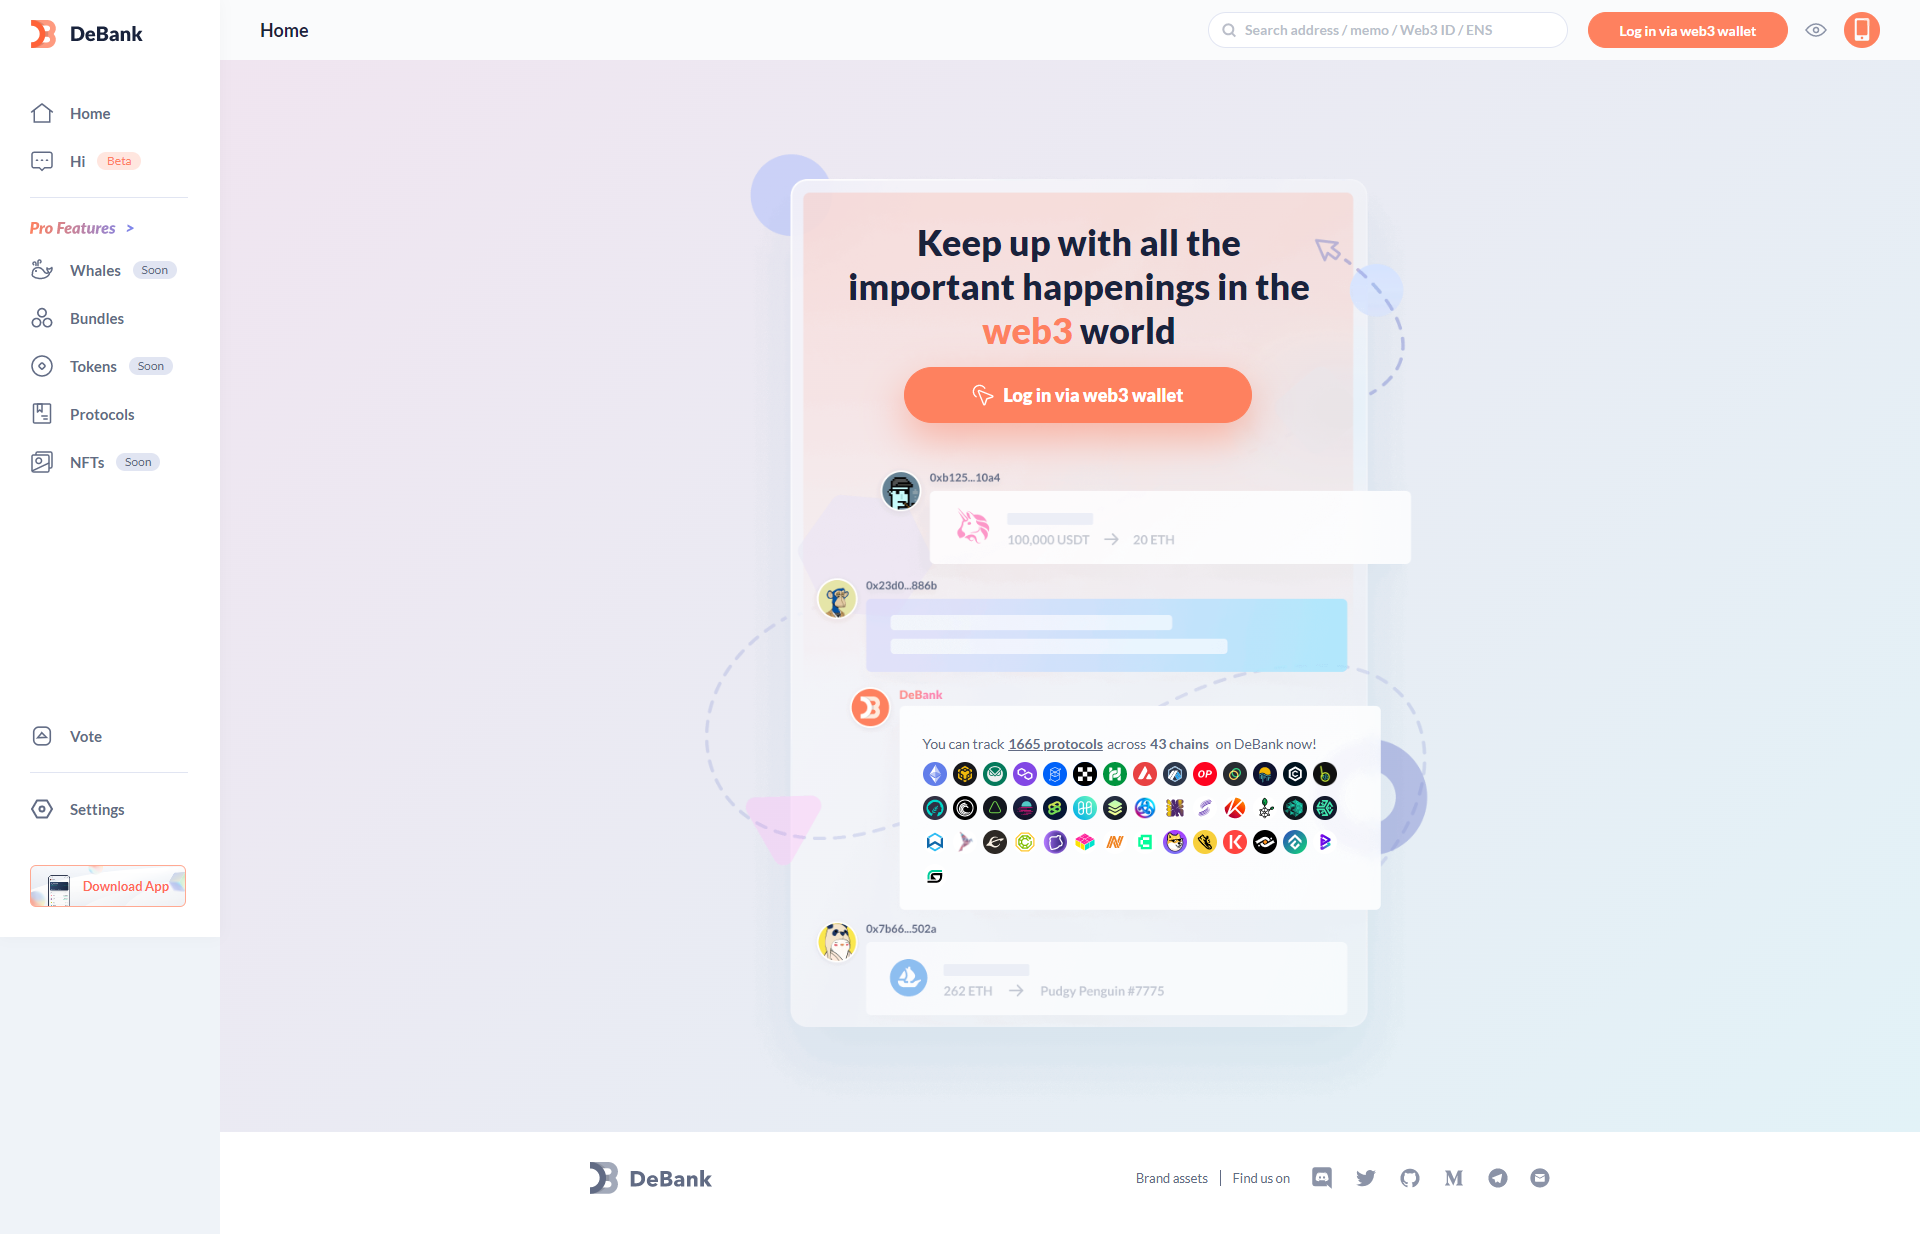 DeBank
Home
Search address / memo / Web3 ID / ENS
Log in via web3 wallet
Home
Hi Beta
Pro Features >
Whales Soon
Bundles
Tokens Soon
Protocols
NFTs Soon
Vote
Settings
Download App
Keep up with all the
important happenings in the
web3 world
Log in via web3 wallet
0xb125...10a4
100,000 USDT → 20 ETH
0x23d0...886b
DeBank
You can track 1665 protocols across 43 chains on DeBank now!
OP
0x7b66...502a
262 ETH → Pudgy Penguin #7775
DeBank
Brand assets | Find us on